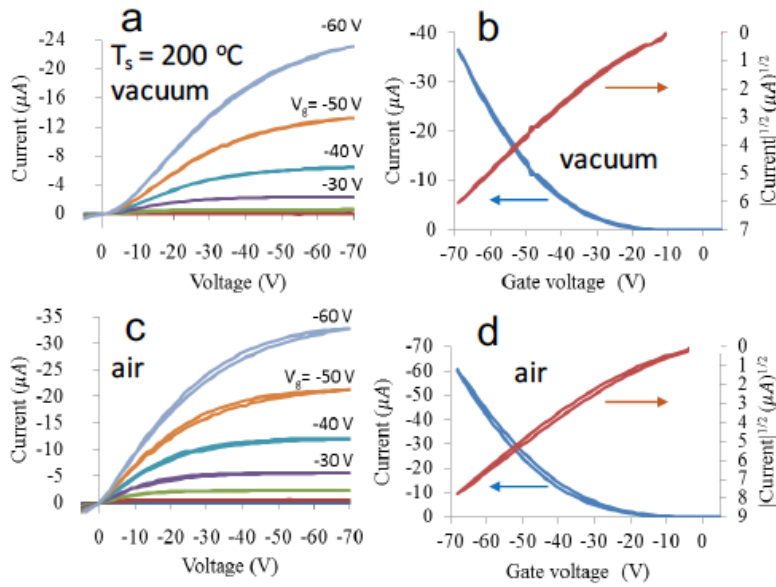 a
T_s = 200 °C
vacuum
-60 V
V_g= -50 V
-40 V
-30 V
-24
-20
-16
-12
-8
-4
0
Current (μA)
0 -10 -20 -30 -40 -50 -60 -70
Voltage (V)
b
vacuum
-40
-30
-20
-10
0
Current (μA)
0
1
2
3
4
5
6
7
|Current|^1/2 (μA)^1/2
-70 -60 -50 -40 -30 -20 -10 0
Gate voltage (V)
c
air
-60 V
V_g= -50 V
-40 V
-30 V
-35
-30
-25
-20
-15
-10
-5
0
Current (μA)
0 -10 -20 -30 -40 -50 -60 -70
Voltage (V)
d
air
-70
-60
-50
-40
-30
-20
-10
0
Current (μA)
0
1
2
3
4
5
6
7
8
9
|Current|^1/2 (μA)^1/2
-70 -60 -50 -40 -30 -20 -10 0
Gate voltage (V)